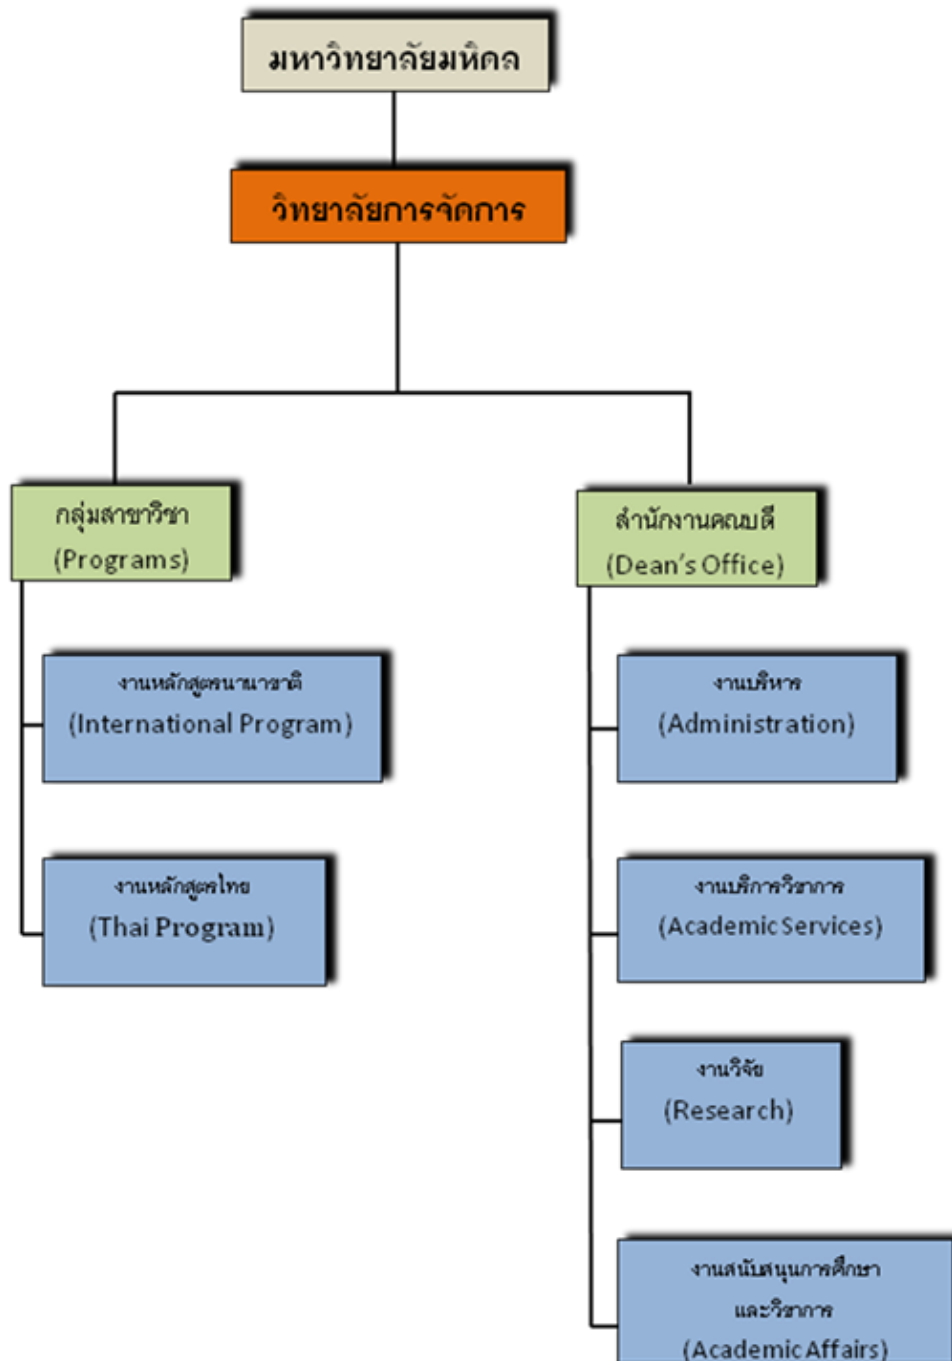 มหาวิทยาลัยมหิดล
วิทยาลัยการจัดการ
กลุ่มสาขาวิชา
(Programs)
งานหลักสูตรนานาชาติ
(International Program)
งานหลักสูตรไทย
(Thai Program)
สำนักงานคณบดี
(Dean's Office)
งานบริหาร
(Administration)
งานบริการวิชาการ
(Academic Services)
งานวิจัย
(Research)
งานสนับสนุนการศึกษา
และวิชาการ
(Academic Affairs)